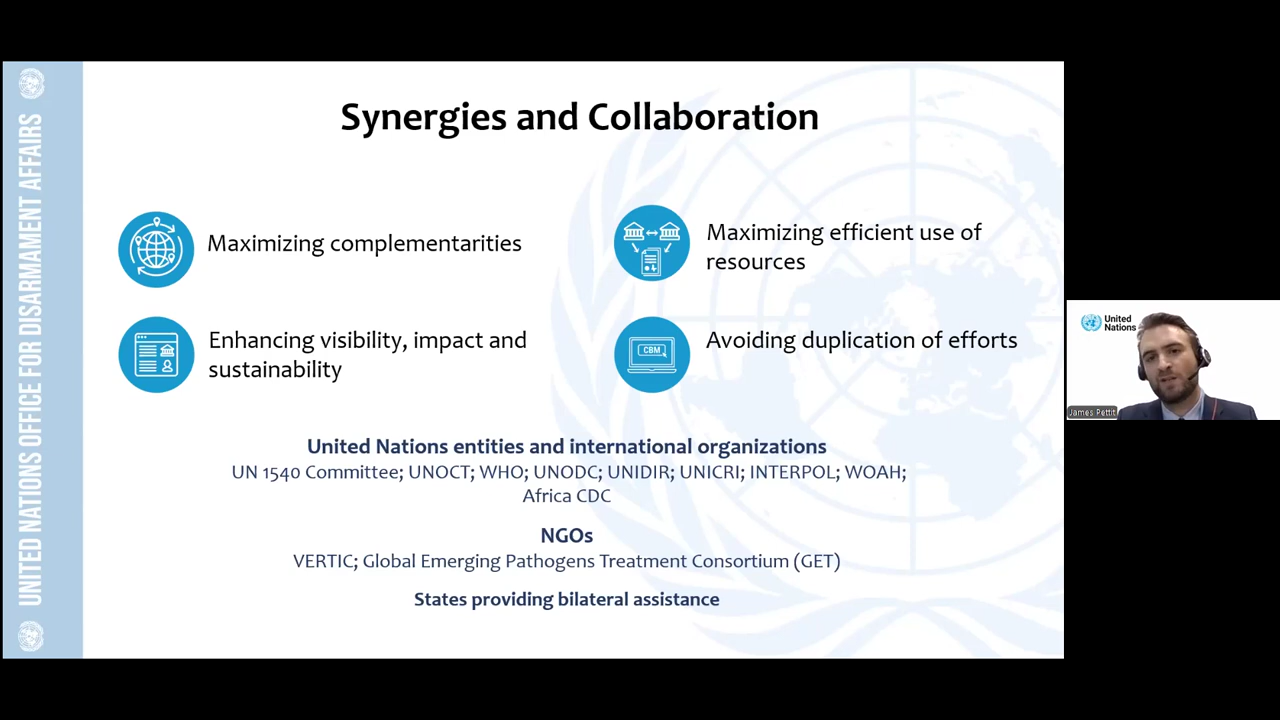 UNITED NATIONS OFFICE FOR DISARMAMENT AFFAIRS
Synergies and Collaboration
Maximizing complementarities
Maximizing efficient use of
resources
Enhancing visibility, impact and
sustainability
CBM
Avoiding duplication of efforts
United Nations entities and international organizations
UN 1540 Committee; UNOCT; WHO; UNODC; UNIDIR; UNICRI; INTERPOL; WOAH;
Africa CDC
NGOs
VERTIC; Global Emerging Pathogens Treatment Consortium (GET)
States providing bilateral assistance
United
Nations
James Pettit